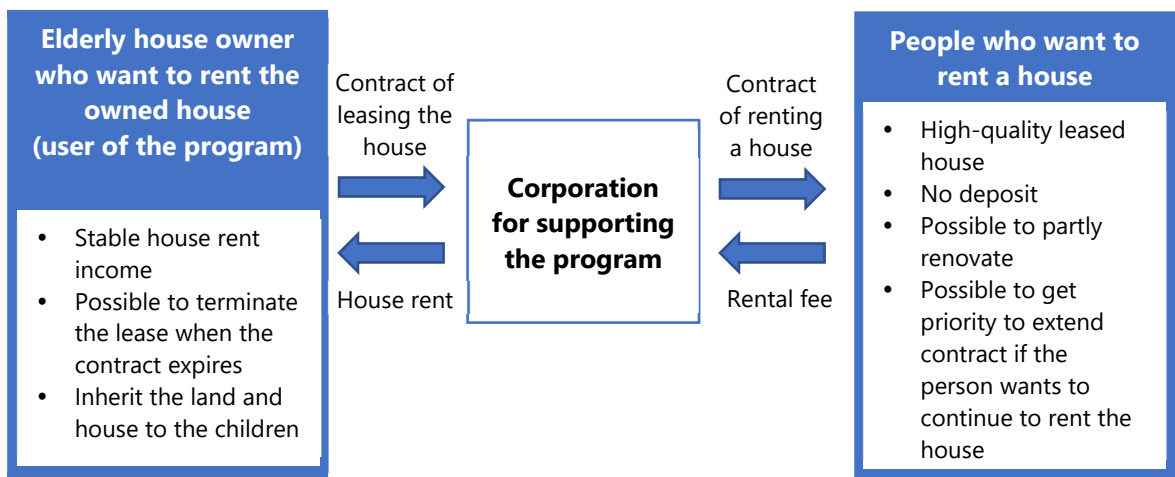 Elderly house owner
who want to rent the
owned house
(user of the program)
• Stable house rent
income
• Possible to terminate
the lease when the
contract expires
• Inherit the land and
house to the children
Contract of
leasing the
house
House rent
Corporation
for supporting
the program
Contract
of renting
a house
Rental fee
People who want to
rent a house
• High-quality leased
house
• No deposit
• Possible to partly
renovate
• Possible to get
priority to extend
contract if the
person wants to
continue to rent the
house